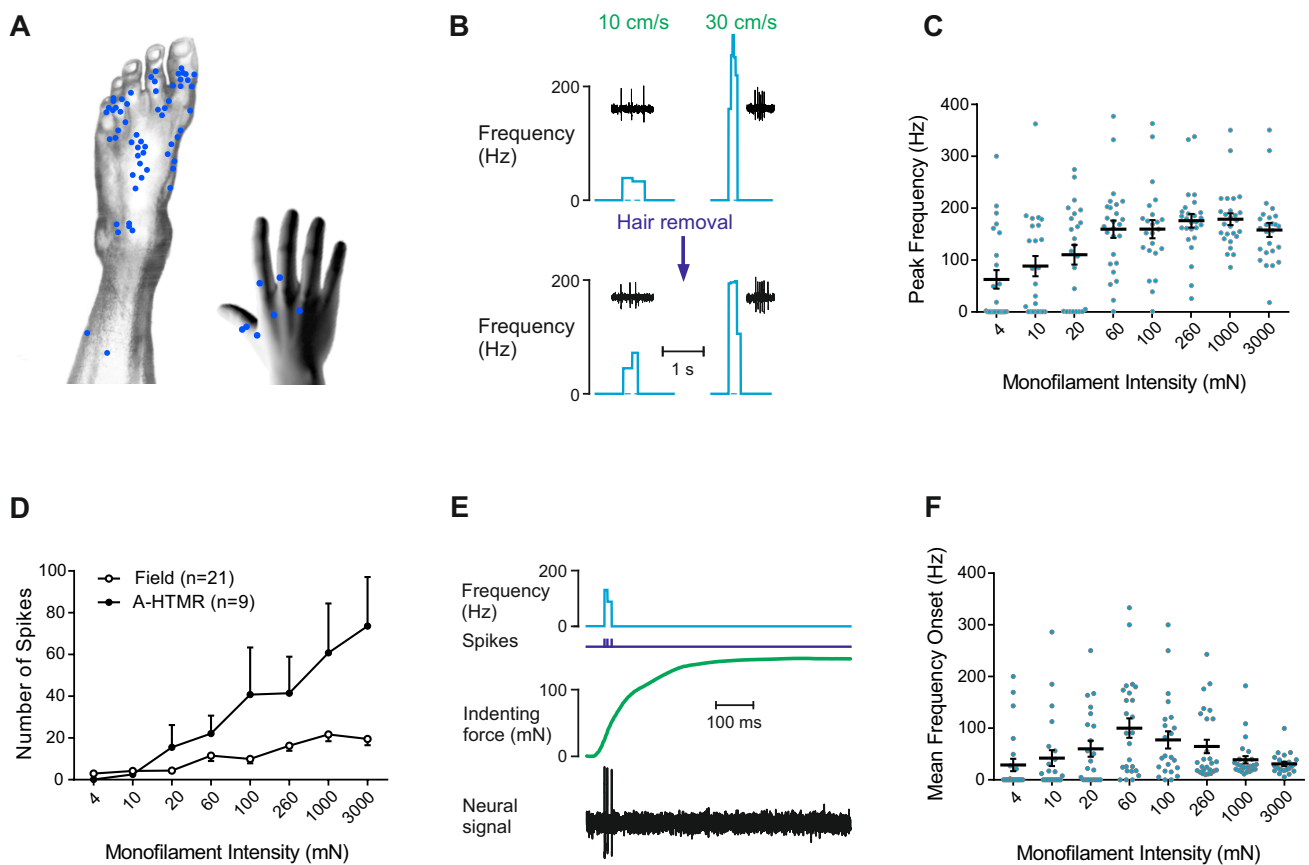 A
B
10 cm/s 30 cm/s
200
Frequency
(Hz)
0
Hair removal
200
Frequency
(Hz)
1 s
0
C
400
300
200
100
0
Peak Frequency (Hz)
4 10 20 60 100 260 1000 3000
Monofilament Intensity (mN)
D
100
80
60
40
20
0
Number of Spikes
Field (n=21)
A-HTMR (n=9)
4 10 20 60 100 260 1000 3000
Monofilament Intensity (mN)
E
200
Frequency
(Hz)
0
Spikes
100
Indenting
force (mN)
100 ms
0
Neural
signal
F
400
300
200
100
0
Mean Frequency Onset (Hz)
4 10 20 60 100 260 1000 3000
Monofilament Intensity (mN)